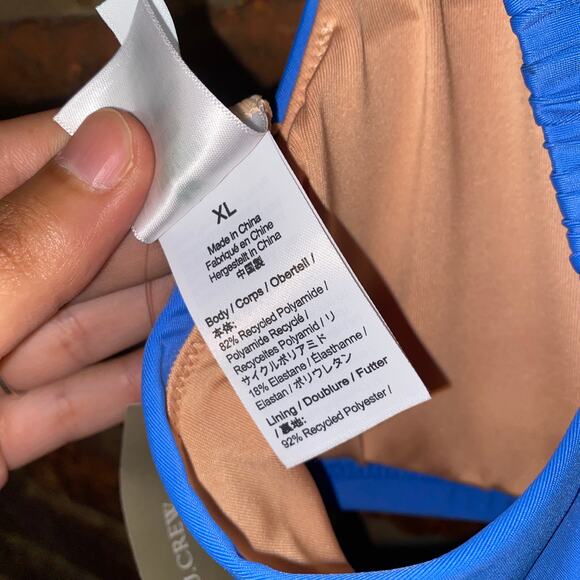 XL
Made in China
Fabriqué en Chine
Hergestellt in China
中国製
Body / Corps / Oberteil /
本体:
82% Recycled Polyamide /
Polyamide Recyclé /
Recyceltes Polyamid / リ
サイクルポリアミド
18% Elastane / Élasthanne /
Elastan / ポリウレタン
Lining / Doublure / Futter
/ 裏地:
92% Recycled Polyester /
J.CREW